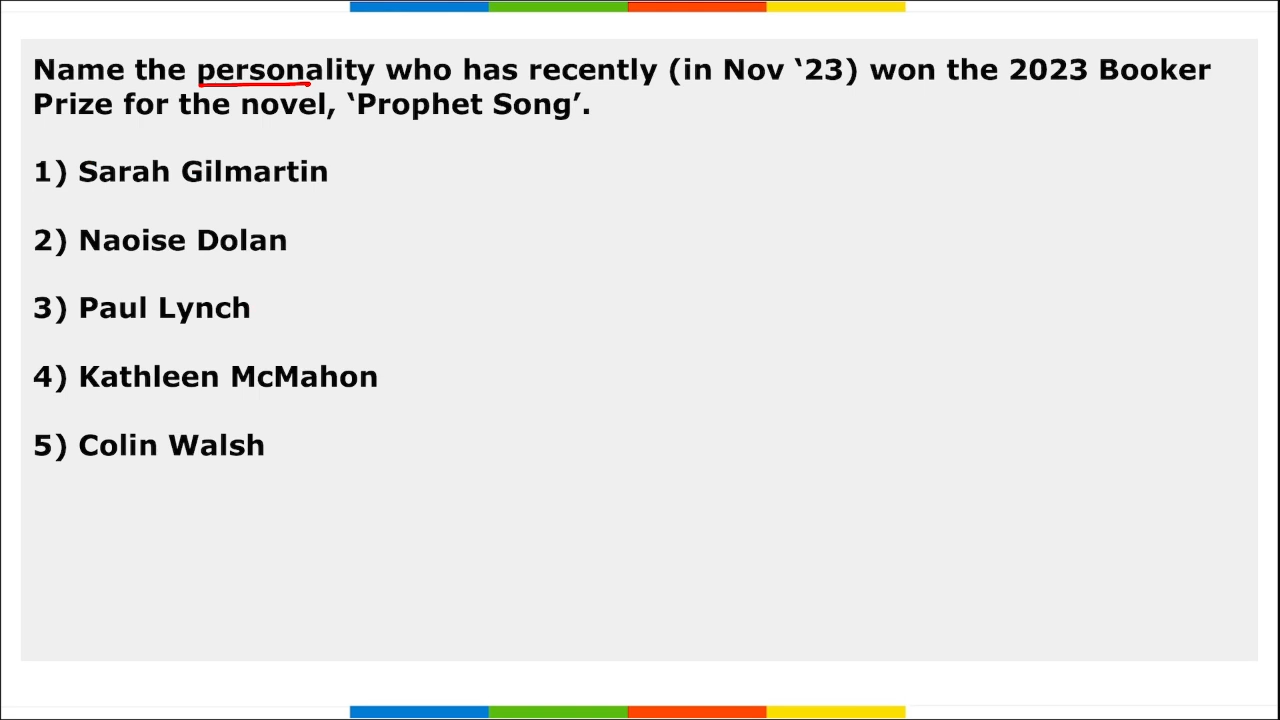 Name the personality who has recently (in Nov ‘23) won the 2023 Booker
Prize for the novel, ‘Prophet Song’.
1) Sarah Gilmartin
2) Naoise Dolan
3) Paul Lynch
4) Kathleen McMahon
5) Colin Walsh